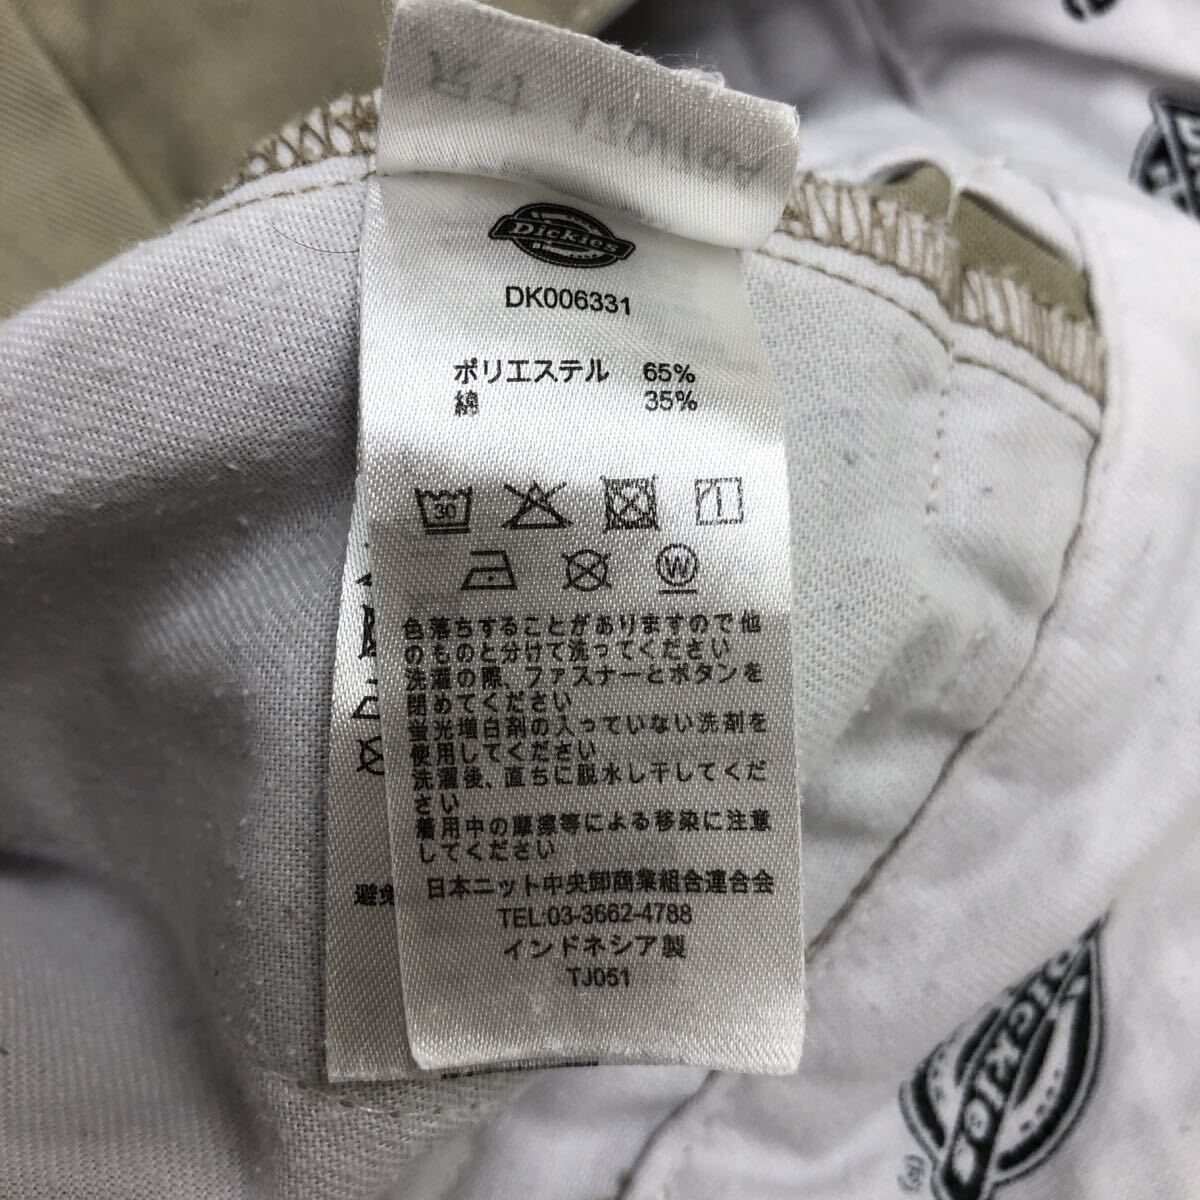 Dickies
DK006331
ポリエステル 65%
綿 35%
30
W
色落ちすることがありますので他
のものと分けて洗ってください
洗濯の際、ファスナーとボタンを
閉めてください
蛍光増白剤の入っていない洗剤を
使用してください
洗濯後、直ちに脱水し干してくだ
さい
着用中の摩擦等による移染に注意
してください
避免
日本ニット中央卸商業組合連合会
TEL:03-3662-4788
インドネシア製
TJ051
Dickies